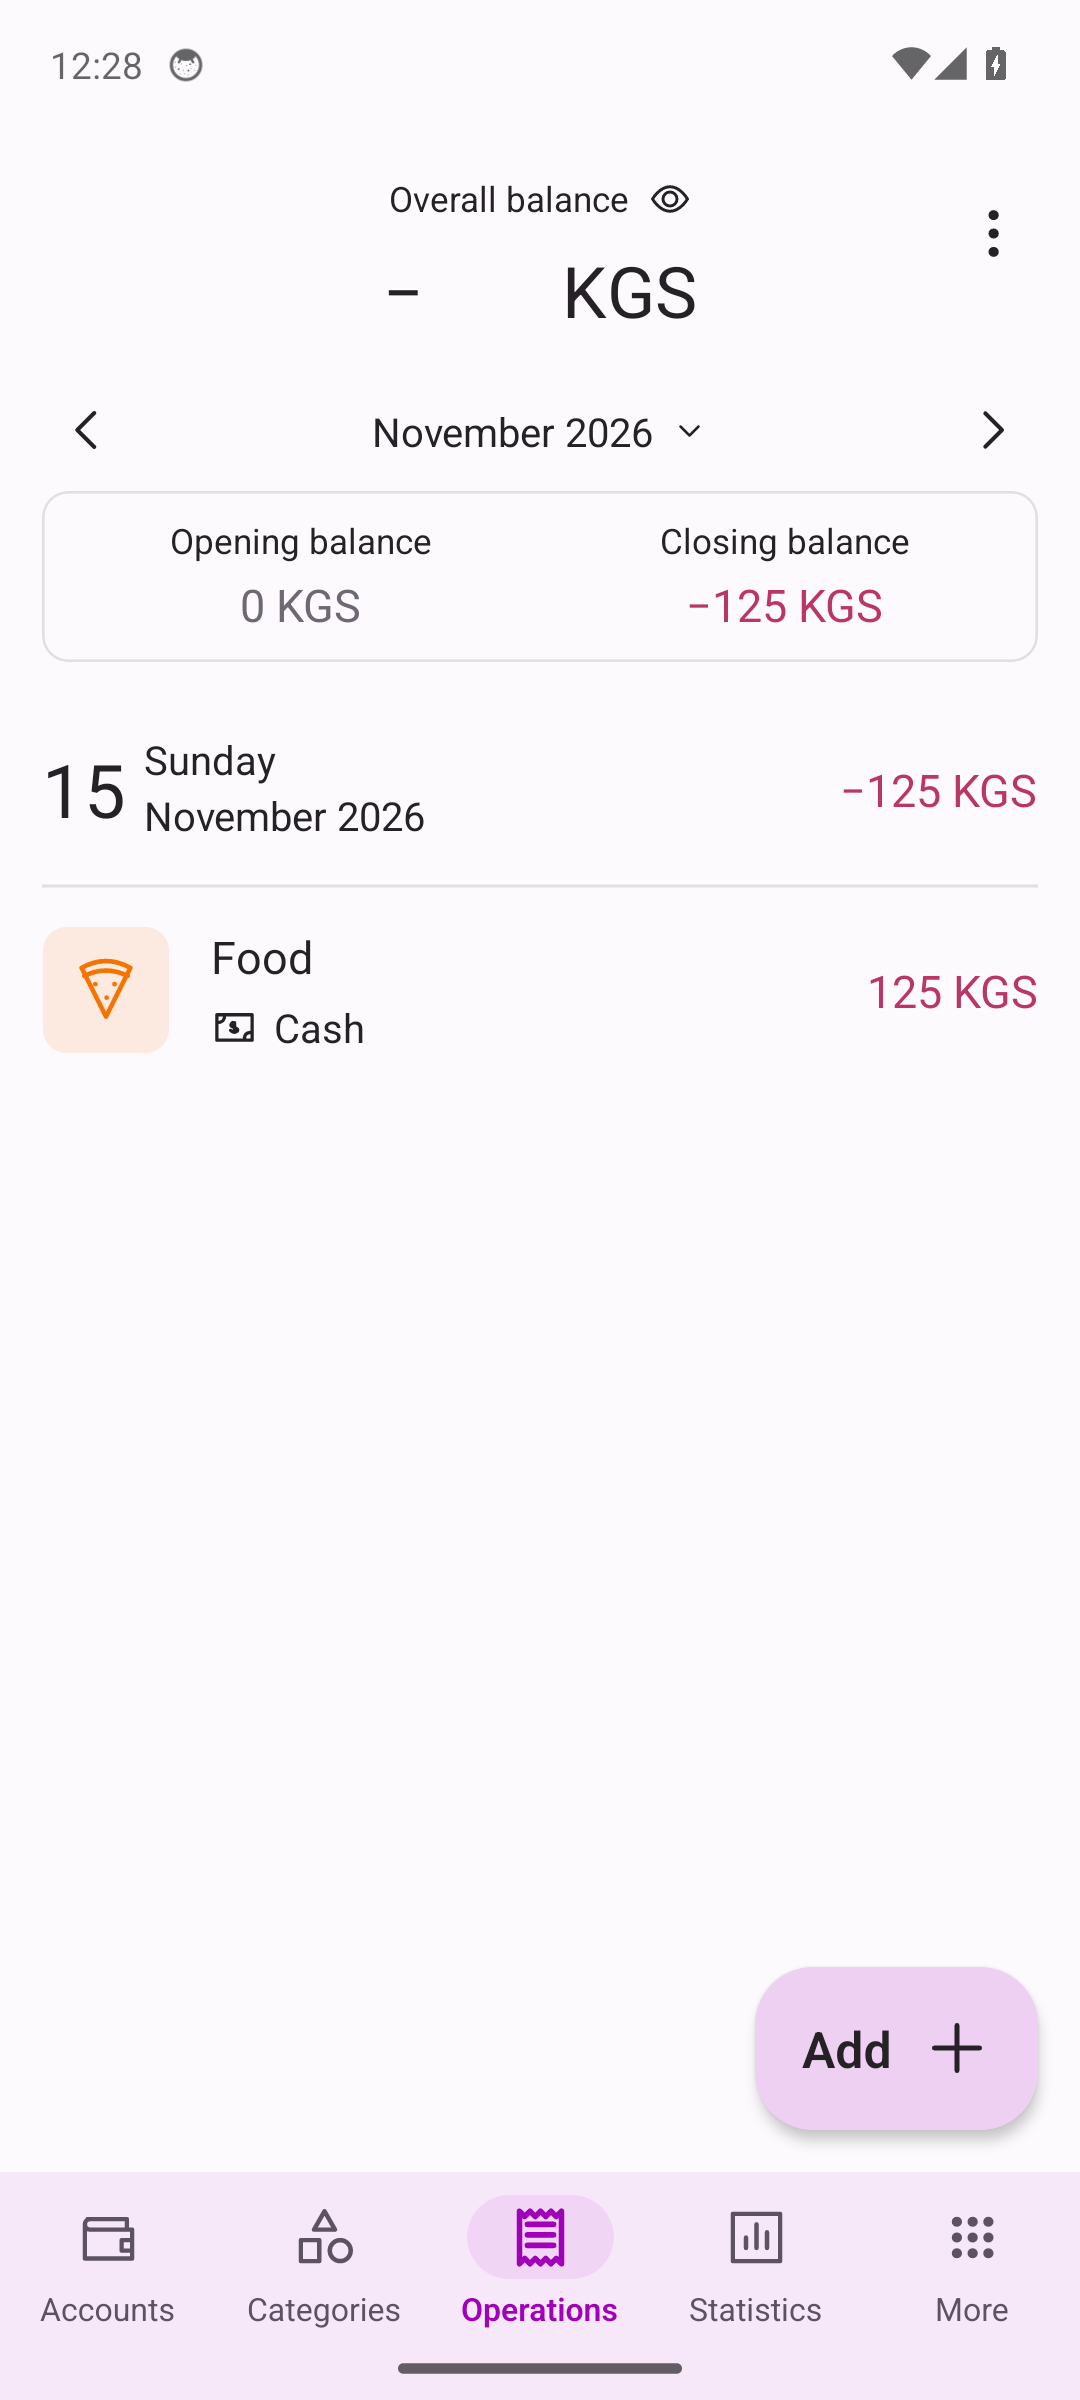 12:28
Overall balance
– KGS
November 2026
Opening balance
Closing balance
0 KGS
–125 KGS
15
Sunday
November 2026
–125 KGS
Food
Cash
125 KGS
Add
Accounts
Categories
Operations
Statistics
More